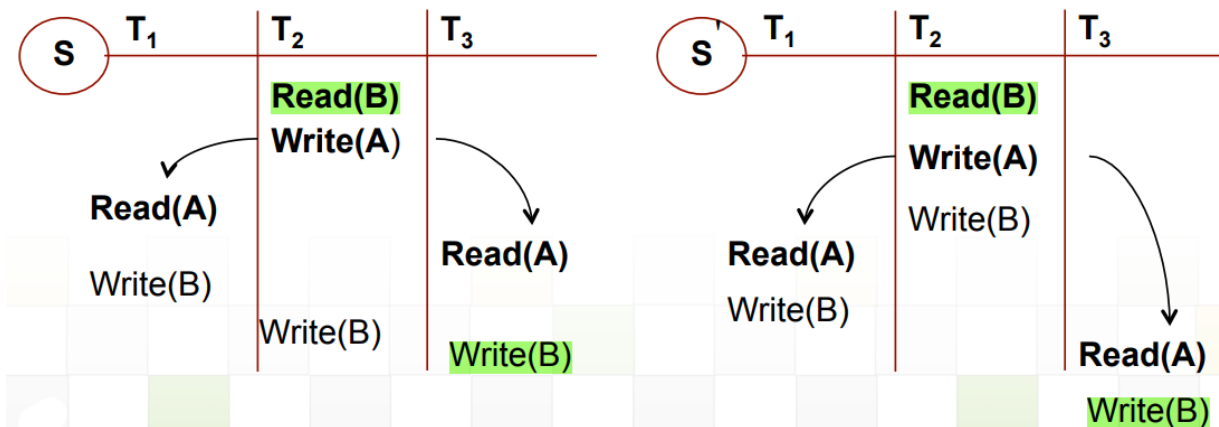 S T₁ T₂ T₃
Read(B)
Write(A)
Read(A)
Read(A)
Write(B)
Write(B)
Write(B)
S' T₁ T₂ T₃
Read(B)
Write(A)
Write(B)
Read(A)
Write(B)
Read(A)
Write(B)